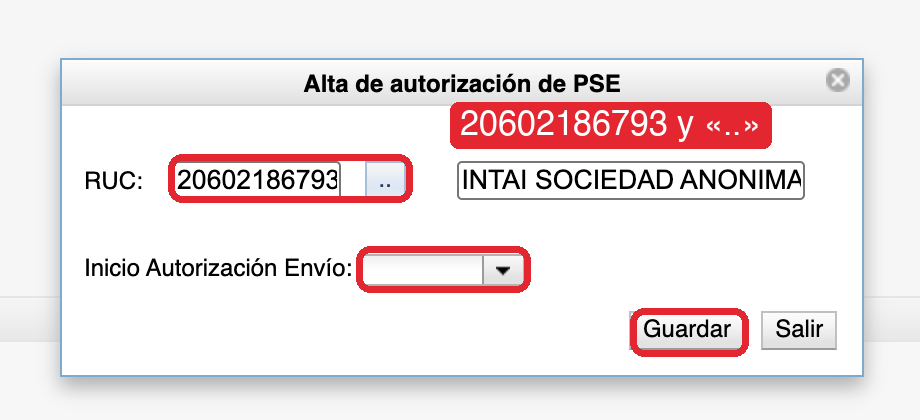 Alta de autorización de PSE
20602186793 y «..»
RUC: 20602186793 .. INTAI SOCIEDAD ANONIMA
Inicio Autorización Envío:
Guardar Salir